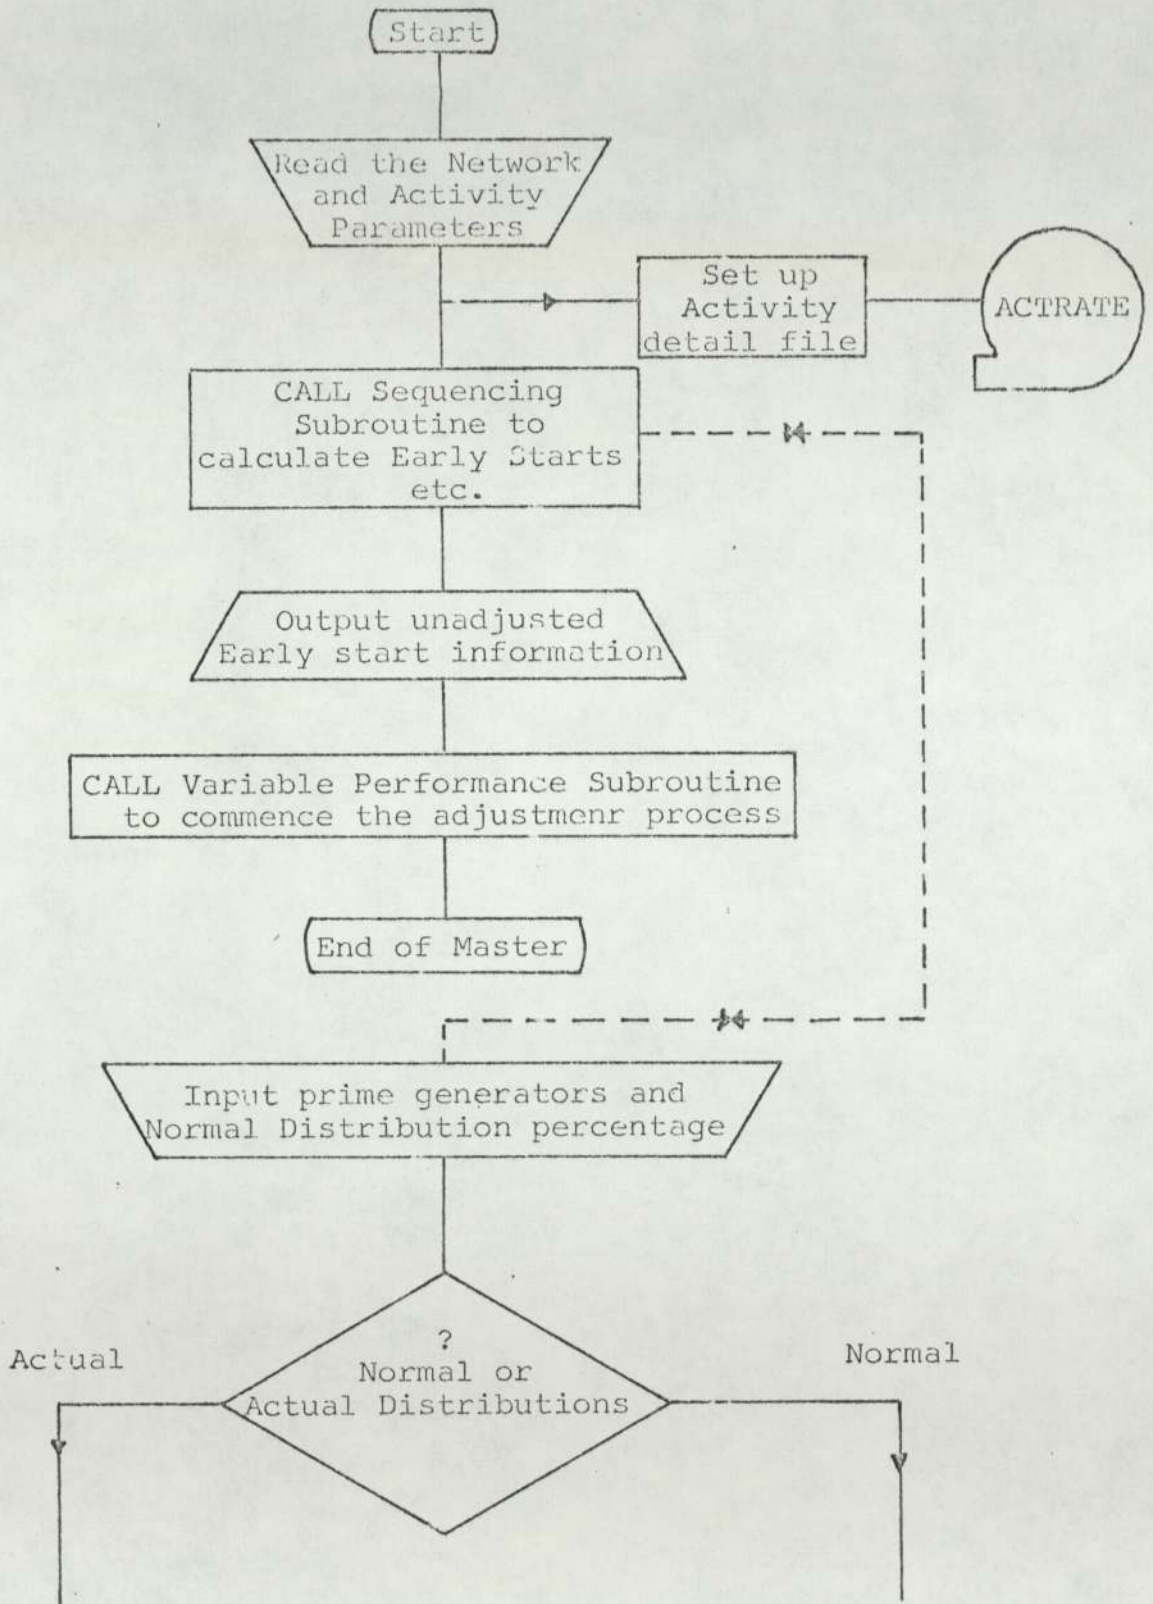 Start
Read the Network
and Activity
Parameters
Set up
Activity
detail file
ACTRATE
CALL Sequencing
Subroutine to
calculate Early Starts
etc.
Output unadjusted
Early start information
CALL Variable Performance Subroutine
to commence the adjustmenr process
End of Master
Input prime generators and
Normal Distribution percentage
?
Normal or
Actual Distributions
Actual
Normal